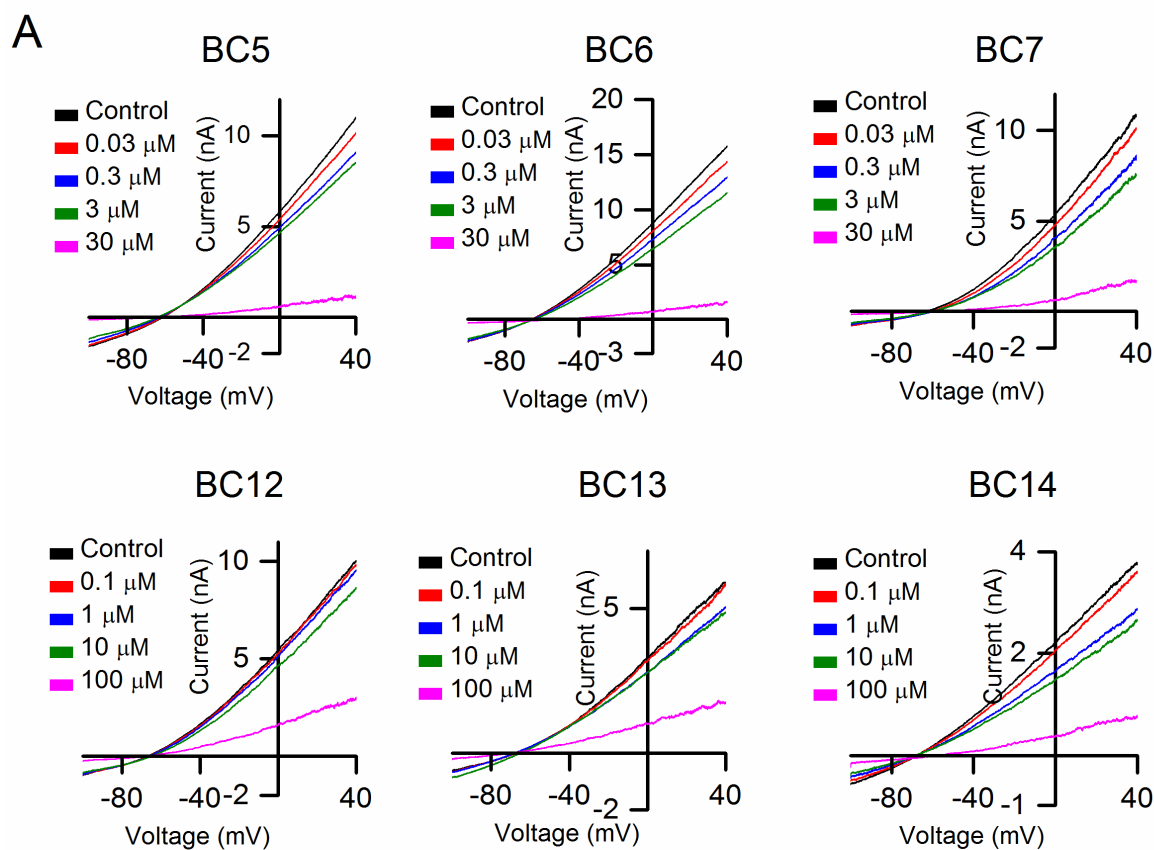 A
BC5
Control
0.03 μM
0.3 μM
3 μM
30 μM
Current (nA)
10
5
-2
-80
-40
40
Voltage (mV)
BC6
Control
0.03 μM
0.3 μM
3 μM
30 μM
Current (nA)
20
15
10
5
-3
-80
-40
40
Voltage (mV)
BC7
Control
0.03 μM
0.3 μM
3 μM
30 μM
Current (nA)
10
5
-2
-80
-40
40
Voltage (mV)
BC12
Control
0.1 μM
1 μM
10 μM
100 μM
Current (nA)
10
5
-2
-80
-40
40
Voltage (mV)
BC13
Control
0.1 μM
1 μM
10 μM
100 μM
Current (nA)
5
-2
-80
-40
40
Voltage (mV)
BC14
Control
0.1 μM
1 μM
10 μM
100 μM
Current (nA)
4
2
-1
-80
-40
40
Voltage (mV)